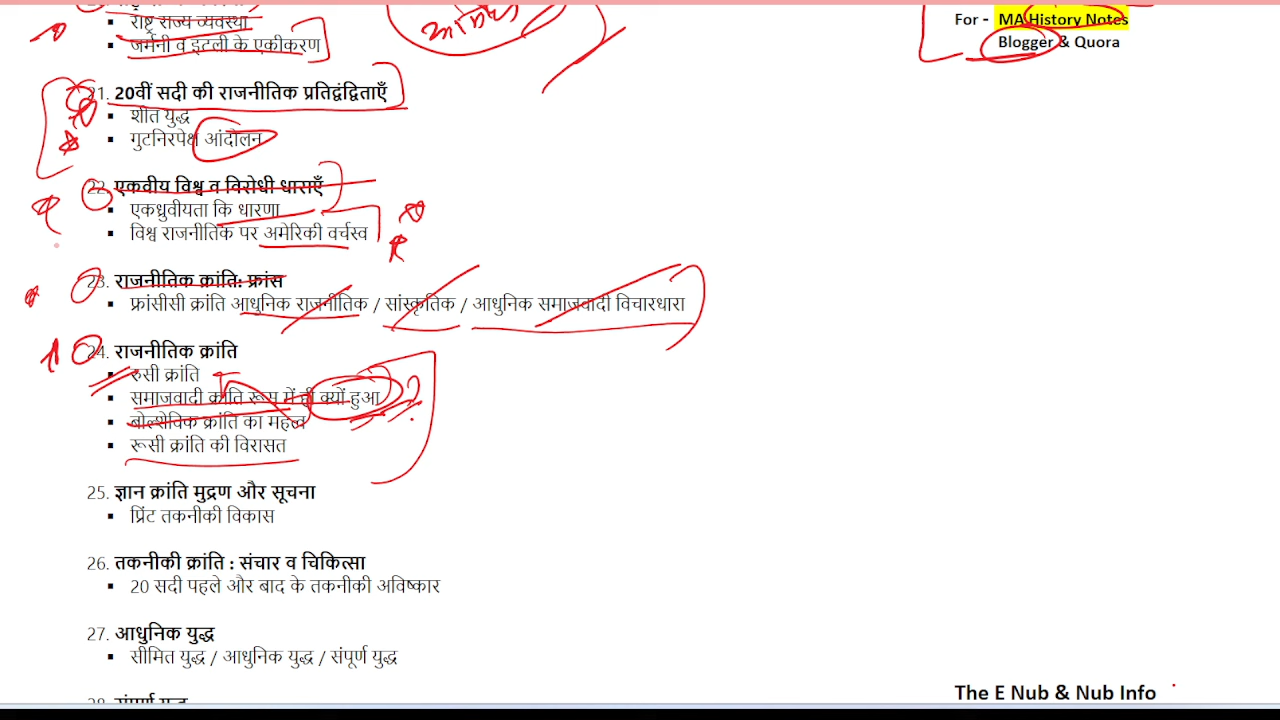 राष्ट्र राज्य व्यवस्था
जर्मनी व इटली के एकीकरण
For - MA History Notes
Blogger & Quora
21. 20वीं सदी की राजनीतिक प्रतिद्वंद्विताएँ
शीत युद्ध
गुटनिरपेक्ष आंदोलन
22. एकवीय विश्व व विरोधी धाराएँ
एकध्रुवीयता कि धारणा
विश्व राजनीतिक पर अमेरिकी वर्चस्व
23. राजनीतिक क्रांति: फ्रांस
फ्रांसीसी क्रांति आधुनिक राजनीतिक / सांस्कृतिक / आधुनिक समाजवादी विचारधारा
24. राजनीतिक क्रांति
रुसी क्रांति
समाजवादी क्रांति रूस में ही क्यों हुआ
बोल्शेविक क्रांति का महत्व
रूसी क्रांति की विरासत
25. ज्ञान क्रांति मुद्रण और सूचना
प्रिंट तकनीकी विकास
26. तकनीकी क्रांति : संचार व चिकित्सा
20 सदी पहले और बाद के तकनीकी अविष्कार
27. आधुनिक युद्ध
सीमित युद्ध / आधुनिक युद्ध / संपूर्ण युद्ध
The E Nub & Nub Info